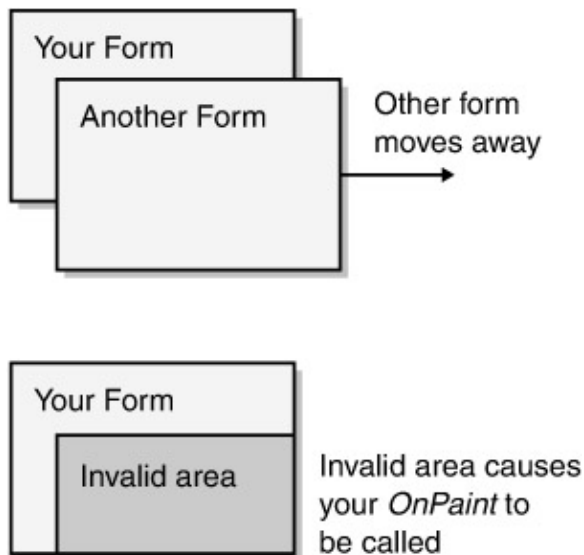 Your Form
Another Form
Other form
moves away
Your Form
Invalid area
Invalid area causes
your OnPaint to
be called